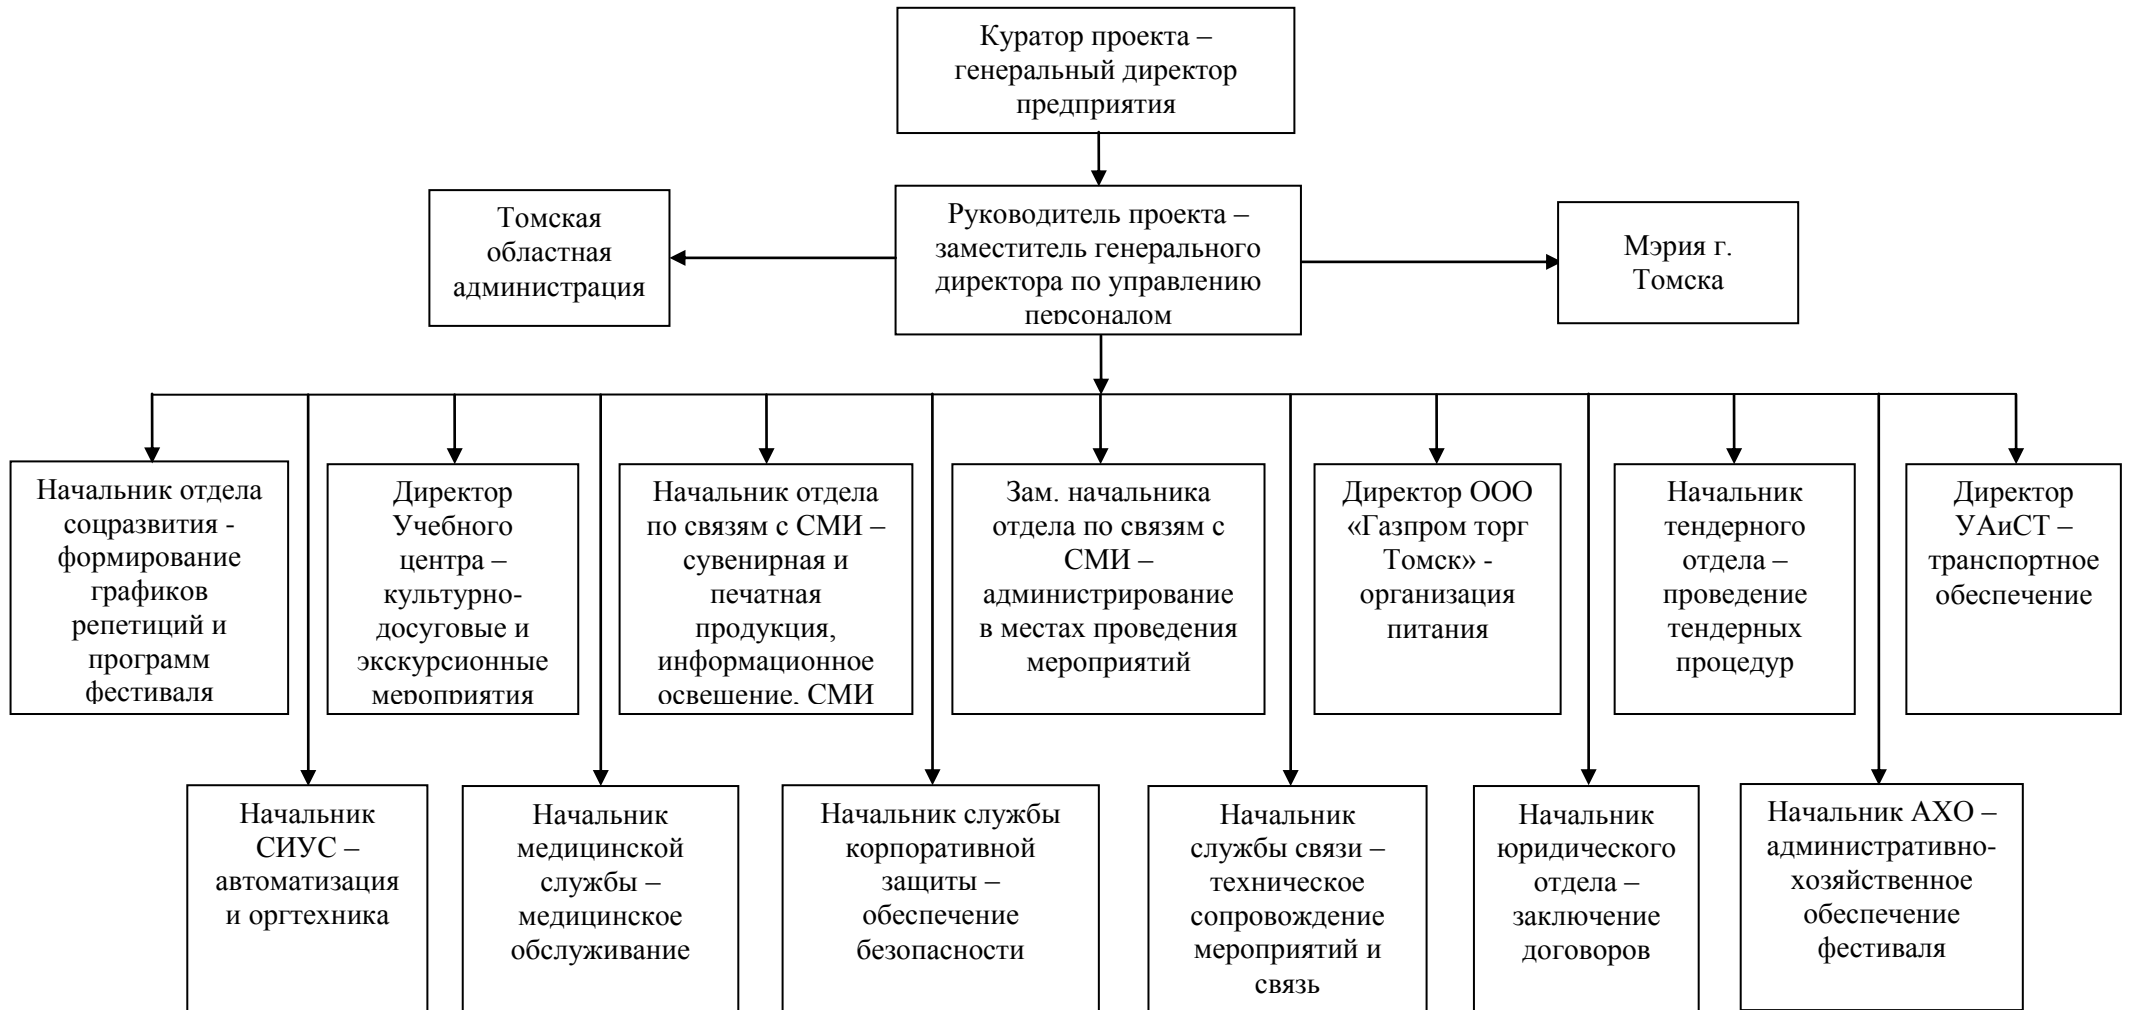 Куратор проекта –
генеральный директор
предприятия
Томская
областная
администрация
Руководитель проекта –
заместитель генерального
директора по управлению
персоналом
Мэрия г.
Томска
Начальник отдела
соцразвития -
формирование
графиков
репетиций и
программ
фестиваля
Директор
Учебного
центра –
культурно-
досуговые и
экскурсионные
мероприятия
Начальник отдела
по связям с СМИ –
сувенирная и
печатная
продукция,
информационное
освещение, СМИ
Зам. начальника
отдела по связям с
СМИ –
администрирование
в местах проведения
мероприятий
Директор ООО
«Газпром торг
Томск» -
организация
питания
Начальник
тендерного
отдела –
проведение
тендерных
процедур
Директор
УАиСТ –
транспортное
обеспечение
Начальник
СИУС –
автоматизация
и оргтехника
Начальник
медицинской
службы –
медицинское
обслуживание
Начальник службы
корпоративной
защиты –
обеспечение
безопасности
Начальник
службы связи –
техническое
сопровождение
мероприятий и
связь
Начальник
юридического
отдела –
заключение
договоров
Начальник АХО –
административно-
хозяйственное
обеспечение
фестиваля